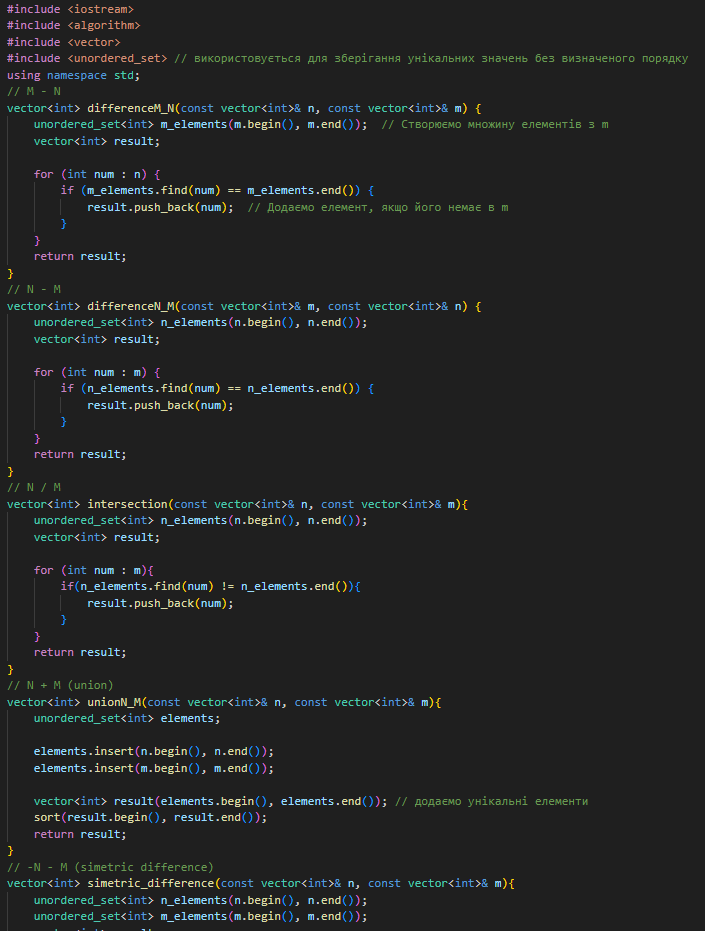 #include <iostream>
#include <algorithm>
#include <vector>
#include <unordered_set> // використовується для зберігання унікальних значень без визначеного порядку
using namespace std;
// M - N
vector<int> differenceM_N(const vector<int>& n, const vector<int>& m) {
    unordered_set<int> m_elements(m.begin(), m.end());  // Створюємо множину елементів з m
    vector<int> result;

    for (int num : n) {
        if (m_elements.find(num) == m_elements.end()) {
            result.push_back(num);  // Додаємо елемент, якщо його немає в m
        }
    }
    return result;
}
// N - M
vector<int> differenceN_M(const vector<int>& m, const vector<int>& n) {
    unordered_set<int> n_elements(n.begin(), n.end());
    vector<int> result;

    for (int num : m) {
        if (n_elements.find(num) == n_elements.end()) {
            result.push_back(num);
        }
    }
    return result;
}
// N / M
vector<int> intersection(const vector<int>& n, const vector<int>& m){
    unordered_set<int> n_elements(n.begin(), n.end());
    vector<int> result;

    for (int num : m){
        if(n_elements.find(num) != n_elements.end()){
            result.push_back(num);
        }
    }
    return result;
}
// N + M (union)
vector<int> unionN_M(const vector<int>& n, const vector<int>& m){
    unordered_set<int> elements;

    elements.insert(n.begin(), n.end());
    elements.insert(m.begin(), m.end());

    vector<int> result(elements.begin(), elements.end()); // додаємо унікальні елементи
    sort(result.begin(), result.end());
    return result;
}
// -N - M (simetric difference)
vector<int> simetric_difference(const vector<int>& n, const vector<int>& m){
    unordered_set<int> n_elements(n.begin(), n.end());
    unordered_set<int> m_elements(m.begin(), m.end());